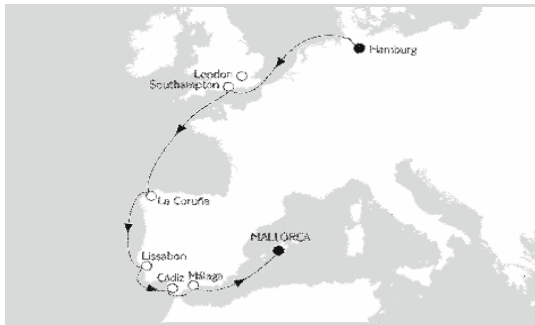 Hamburg
London
Southampton
La Coruña
MALLORCA
Lissabon
Cádiz
Málaga